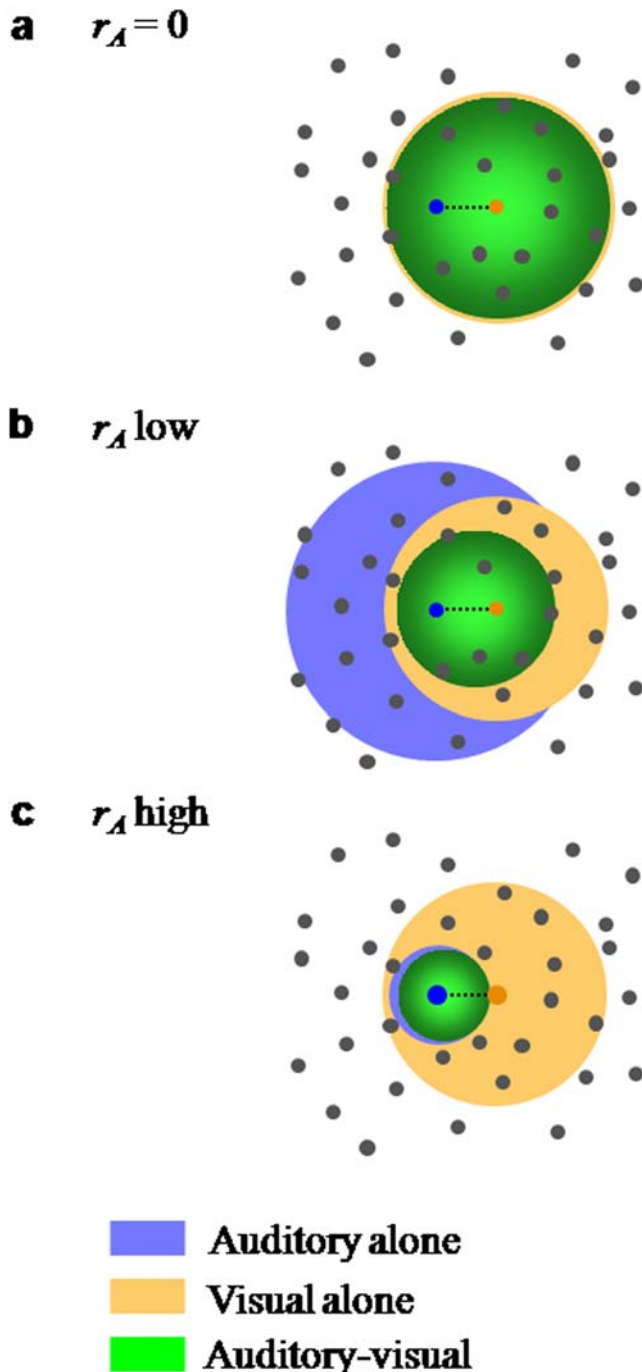 a r_A = 0
b r_A low
c r_A high
Auditory alone
Visual alone
Auditory-visual